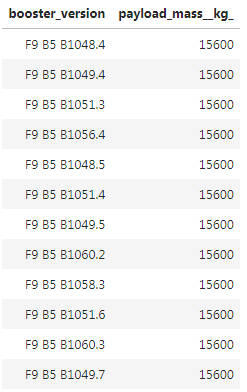 booster_version payload_mass__kg_
F9 B5 B1048.4 15600
F9 B5 B1049.4 15600
F9 B5 B1051.3 15600
F9 B5 B1056.4 15600
F9 B5 B1048.5 15600
F9 B5 B1051.4 15600
F9 B5 B1049.5 15600
F9 B5 B1060.2 15600
F9 B5 B1058.3 15600
F9 B5 B1051.6 15600
F9 B5 B1060.3 15600
F9 B5 B1049.7 15600